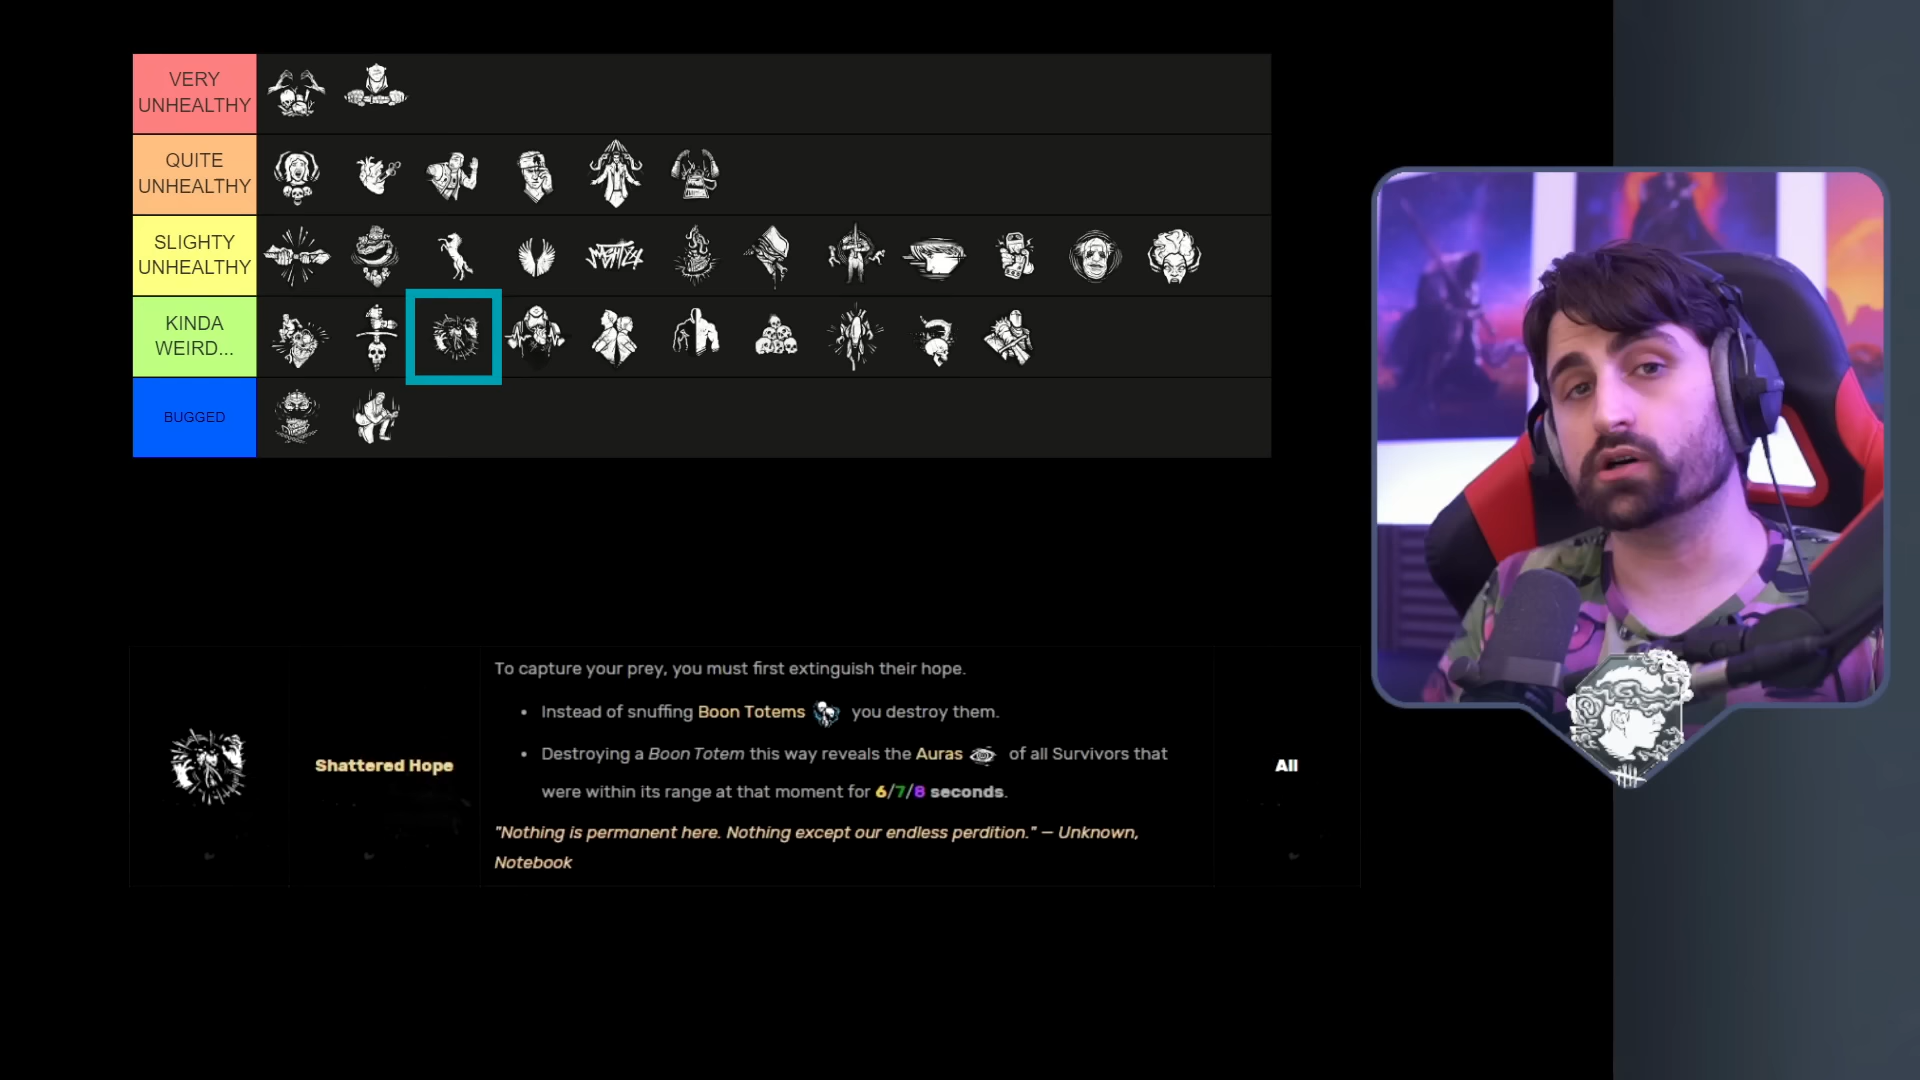 VERY
UNHEALTHY
QUITE
UNHEALTHY
SLIGHTY
UNHEALTHY
KINDA
WEIRD...
BUGGED
To capture your prey, you must first extinguish their hope.
• Instead of snuffing Boon Totems you destroy them.
Shattered Hope
• Destroying a Boon Totem this way reveals the Auras of all Survivors that
were within its range at that moment for 6/7/8 seconds.
All
"Nothing is permanent here. Nothing except our endless perdition." — Unknown,
Notebook